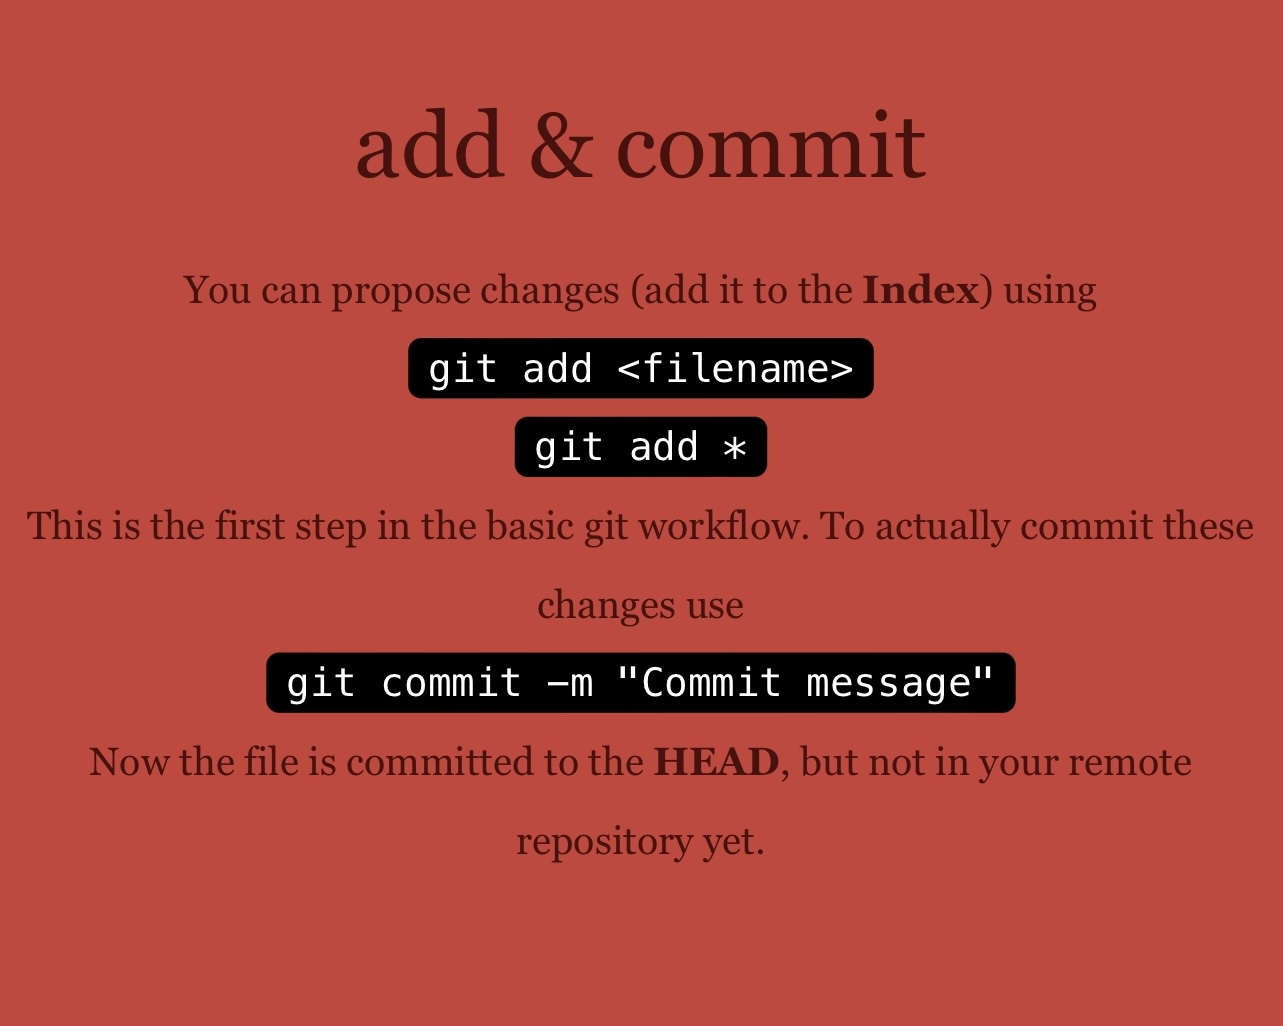 add & commit
You can propose changes (add it to the Index) using
git add <filename>
git add *
This is the first step in the basic git workflow. To actually commit these
changes use
git commit -m "Commit message"
Now the file is committed to the HEAD, but not in your remote
repository yet.